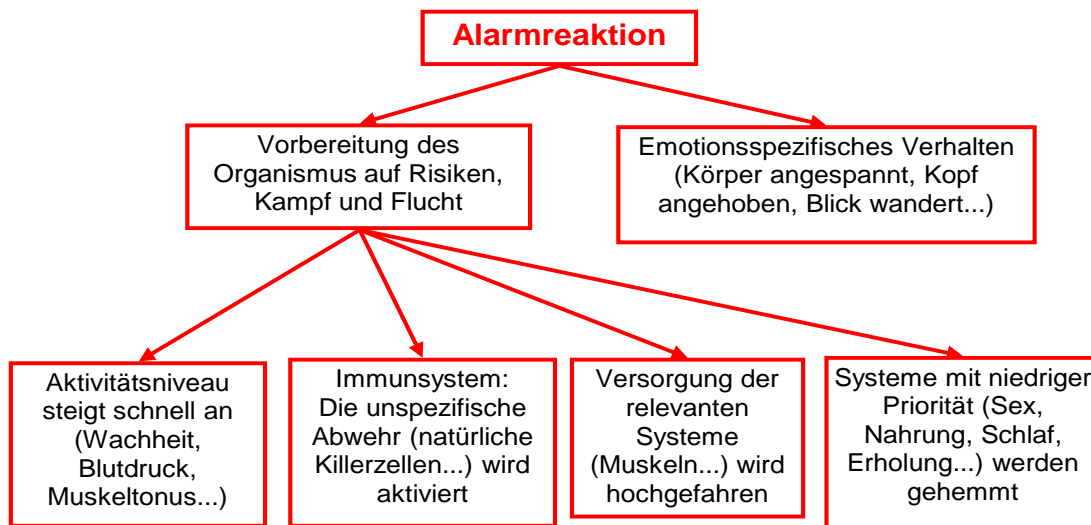 Alarmreaktion
Vorbereitung des
Organismus auf Risiken,
Kampf und Flucht
Emotionsspezifisches Verhalten
(Körper angespannt, Kopf
angehoben, Blick wandert...)
Aktivitätsniveau
steigt schnell an
(Wachheit,
Blutdruck,
Muskeltonus...)
Immunsystem:
Die unspezifische
Abwehr (natürliche
Killerzellen...) wird
aktiviert
Versorgung der
relevanten
Systeme
(Muskeln...) wird
hochgefahren
Systeme mit niedriger
Priorität (Sex,
Nahrung, Schlaf,
Erholung...) werden
gehemmt